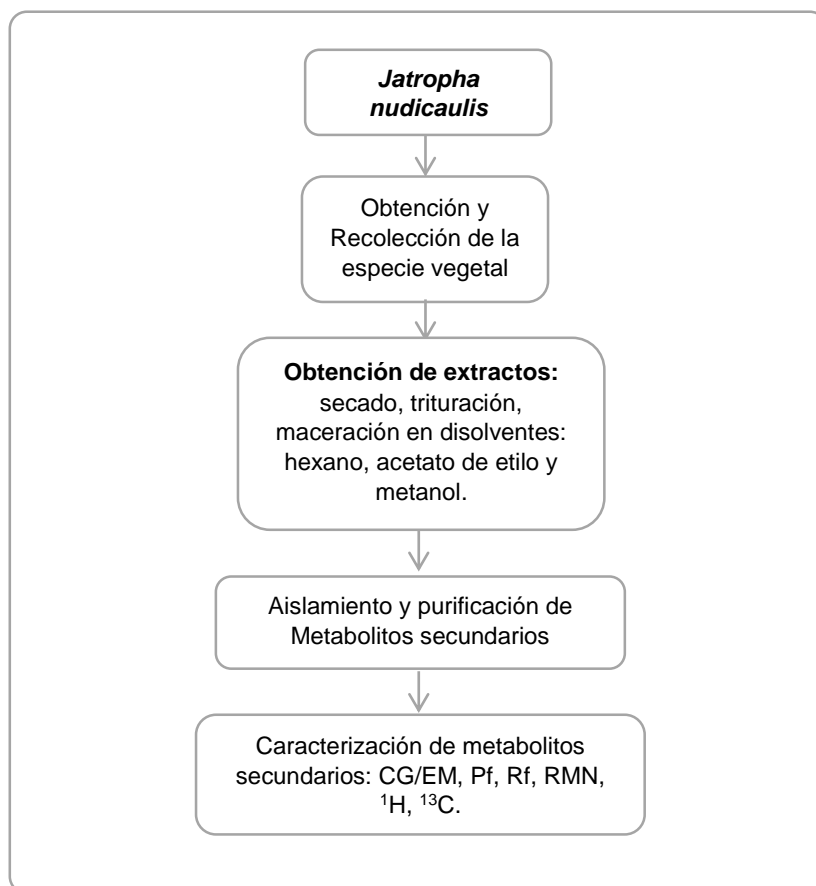 Jatropha
nudicaulis
Obtención y
Recolección de la
especie vegetal
Obtención de extractos:
secado, trituración,
maceración en disolventes:
hexano, acetato de etilo y
metanol.
Aislamiento y purificación de
Metabolitos secundarios
Caracterización de metabolitos
secundarios: CG/EM, Pf, Rf, RMN,
¹H, ¹³C.